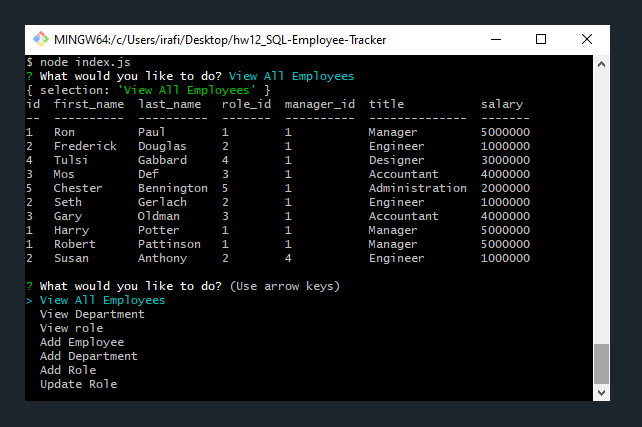 MINGW64:/c/Users/irafi/Desktop/hw12_SQL-Employee-Tracker
$ node index.js
? What would you like to do? View All Employees
{ selection: 'View All Employees' }
id  first_name  last_name   role_id  manager_id  title           salary
--  ----------  ----------  -------  ----------  --------------  -------
1   Ron         Paul        1        1           Manager         5000000
2   Frederick   Douglas     2        1           Engineer        1000000
4   Tulsi       Gabbard     4        1           Designer        3000000
3   Mos         Def         3        1           Accountant      4000000
5   Chester     Bennington  5        1           Administration  2000000
2   Seth        Gerlach     2        1           Engineer        1000000
3   Gary        Oldman      3        1           Accountant      4000000
1   Harry       Potter      1        1           Manager         5000000
1   Robert      Pattinson   1        1           Manager         5000000
2   Susan       Anthony     2        4           Engineer        1000000
? What would you like to do? (Use arrow keys)
> View All Employees
View Department
View role
Add Employee
Add Department
Add Role
Update Role